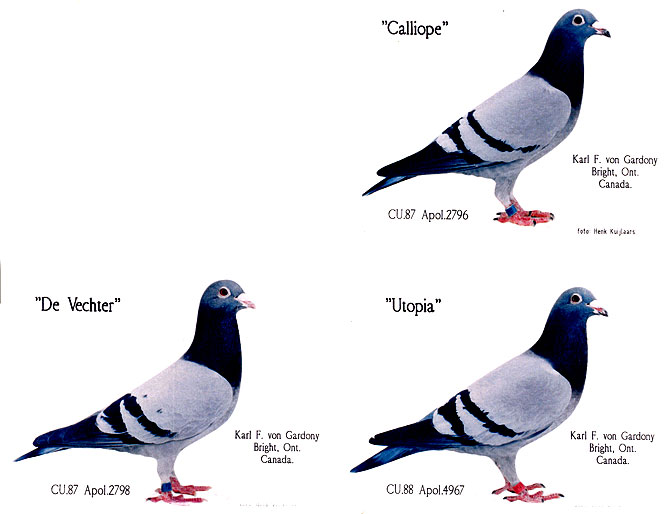 "Calliope"
Karl F. von Gardony
Bright, Ont.
Canada.
CU.87 Apol.2796
foto: Henk Kuijlaars
"De Vechter"
Karl F. von Gardony
Bright, Ont.
Canada.
CU.87 Apol.2798
"Utopia"
Karl F. von Gardony
Bright, Ont.
Canada.
CU.88 Apol.4967